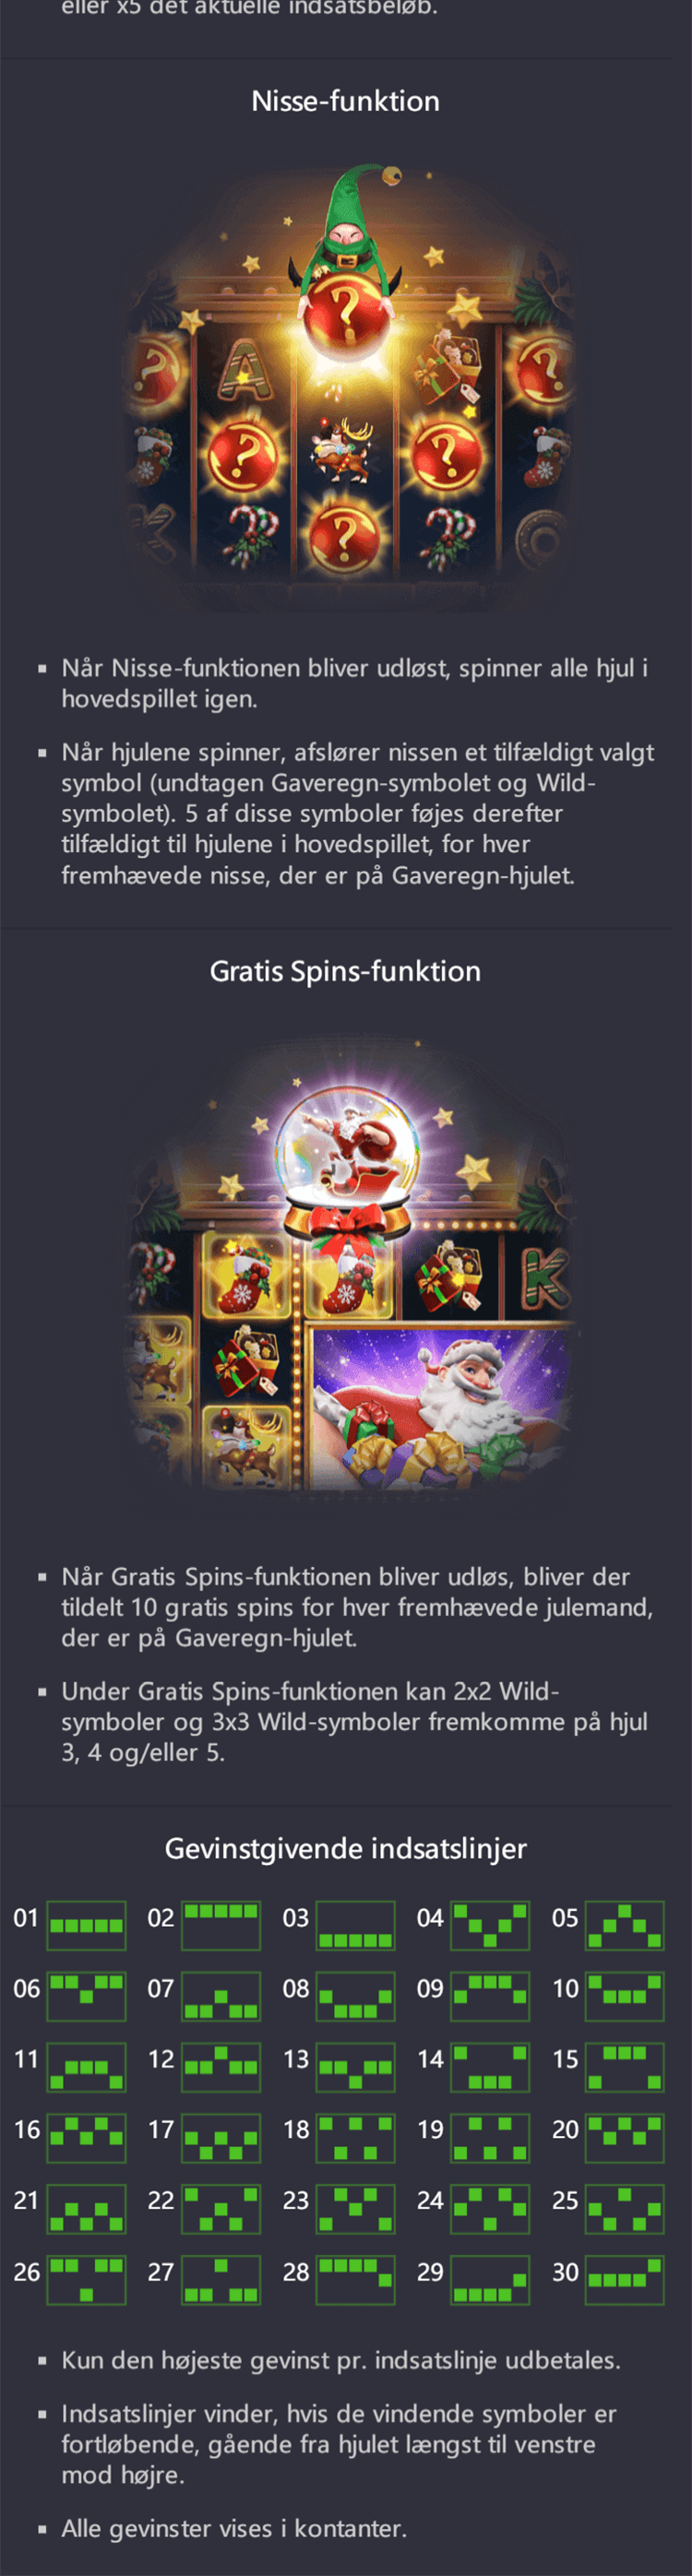 eller x5 det aktuelle indsatsbeløb.
Nisse-funktion
? ? A ? ? ? ? K
Når Nisse-funktionen bliver udløst, spinner alle hjul i
hovedspillet igen.
Når hjulene spinner, afslører nissen et tilfældigt valgt
symbol (undtagen Gaveregn-symbolet og Wild-
symbolet). 5 af disse symboler føjes derefter
tilfældigt til hjulene i hovedspillet, for hver
fremhævede nisse, der er på Gaveregn-hjulet.
Gratis Spins-funktion
K
Når Gratis Spins-funktionen bliver udløs, bliver der
tildelt 10 gratis spins for hver fremhævede julemand,
der er på Gaveregn-hjulet.
Under Gratis Spins-funktionen kan 2x2 Wild-
symboler og 3x3 Wild-symboler fremkomme på hjul
3, 4 og/eller 5.
Gevinstgivende indsatslinjer
01 02 03 04 05
06 07 08 09 10
11 12 13 14 15
16 17 18 19 20
21 22 23 24 25
26 27 28 29 30
Kun den højeste gevinst pr. indsatslinje udbetales.
Indsatslinjer vinder, hvis de vindende symboler er
fortløbende, gående fra hjulet længst til venstre
mod højre.
Alle gevinster vises i kontanter.